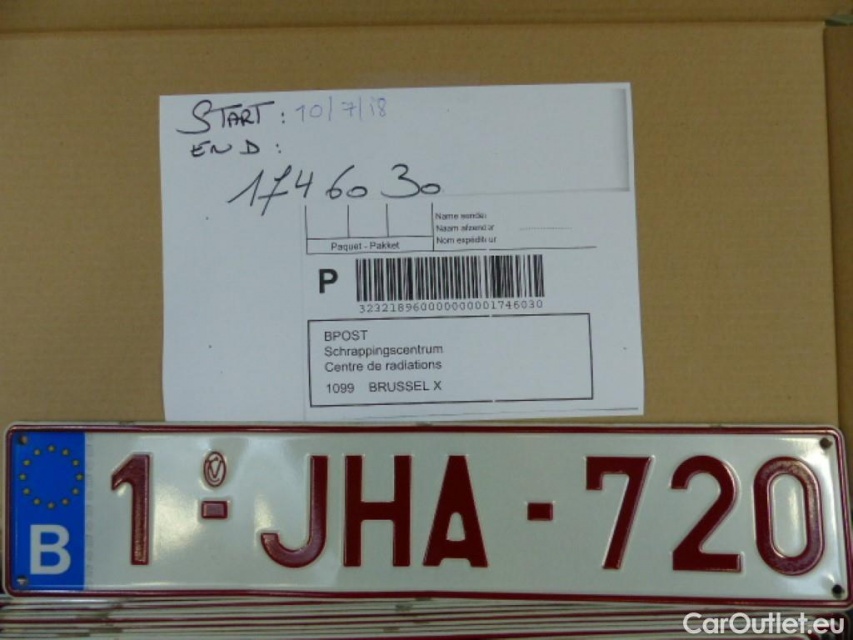 START: 10/7/18
END:
1746030
Name sender
Naam afzender
Nom expéditeur
Paquet - Pakket
P
323218960000000001746030
BPOST
Schrappingscentrum
Centre de radiations
1099 BRUSSEL X
B 1-JHA-720
CarOutlet.eu